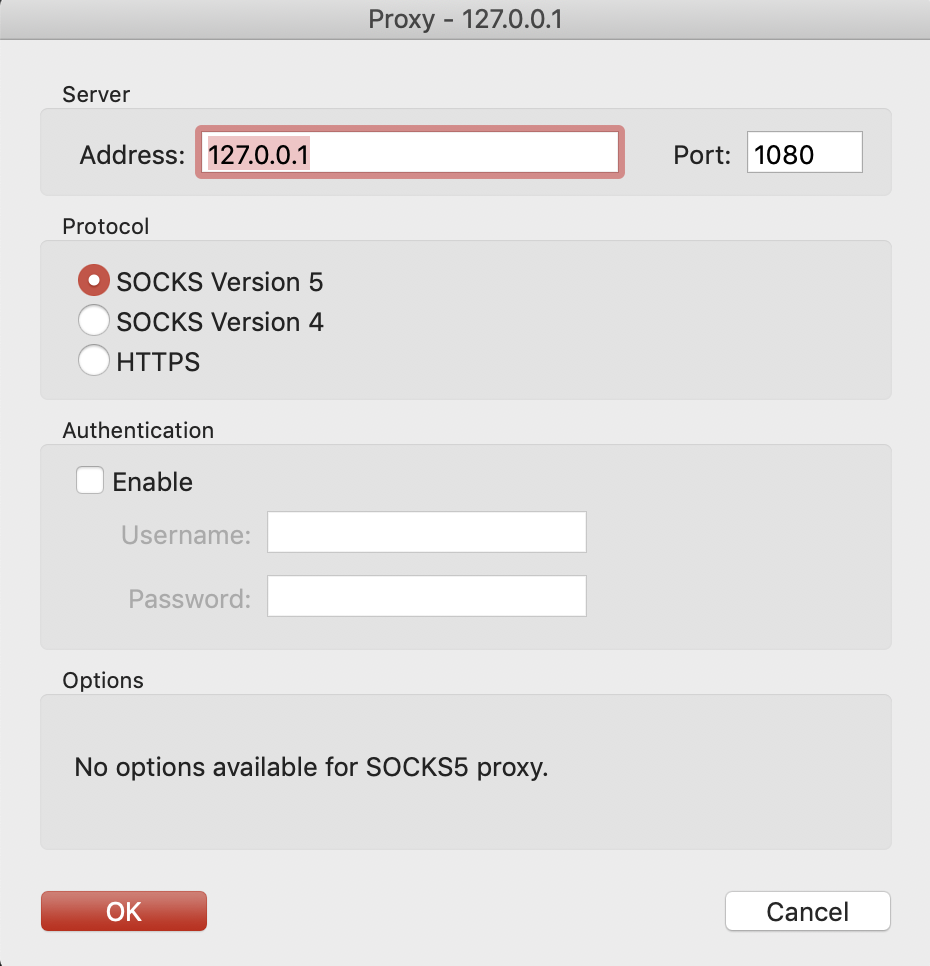 Proxy - 127.0.0.1
Server
Address: 127.0.0.1 Port: 1080
Protocol
SOCKS Version 5
SOCKS Version 4
HTTPS
Authentication
Enable
Username:
Password:
Options
No options available for SOCKS5 proxy.
OK Cancel